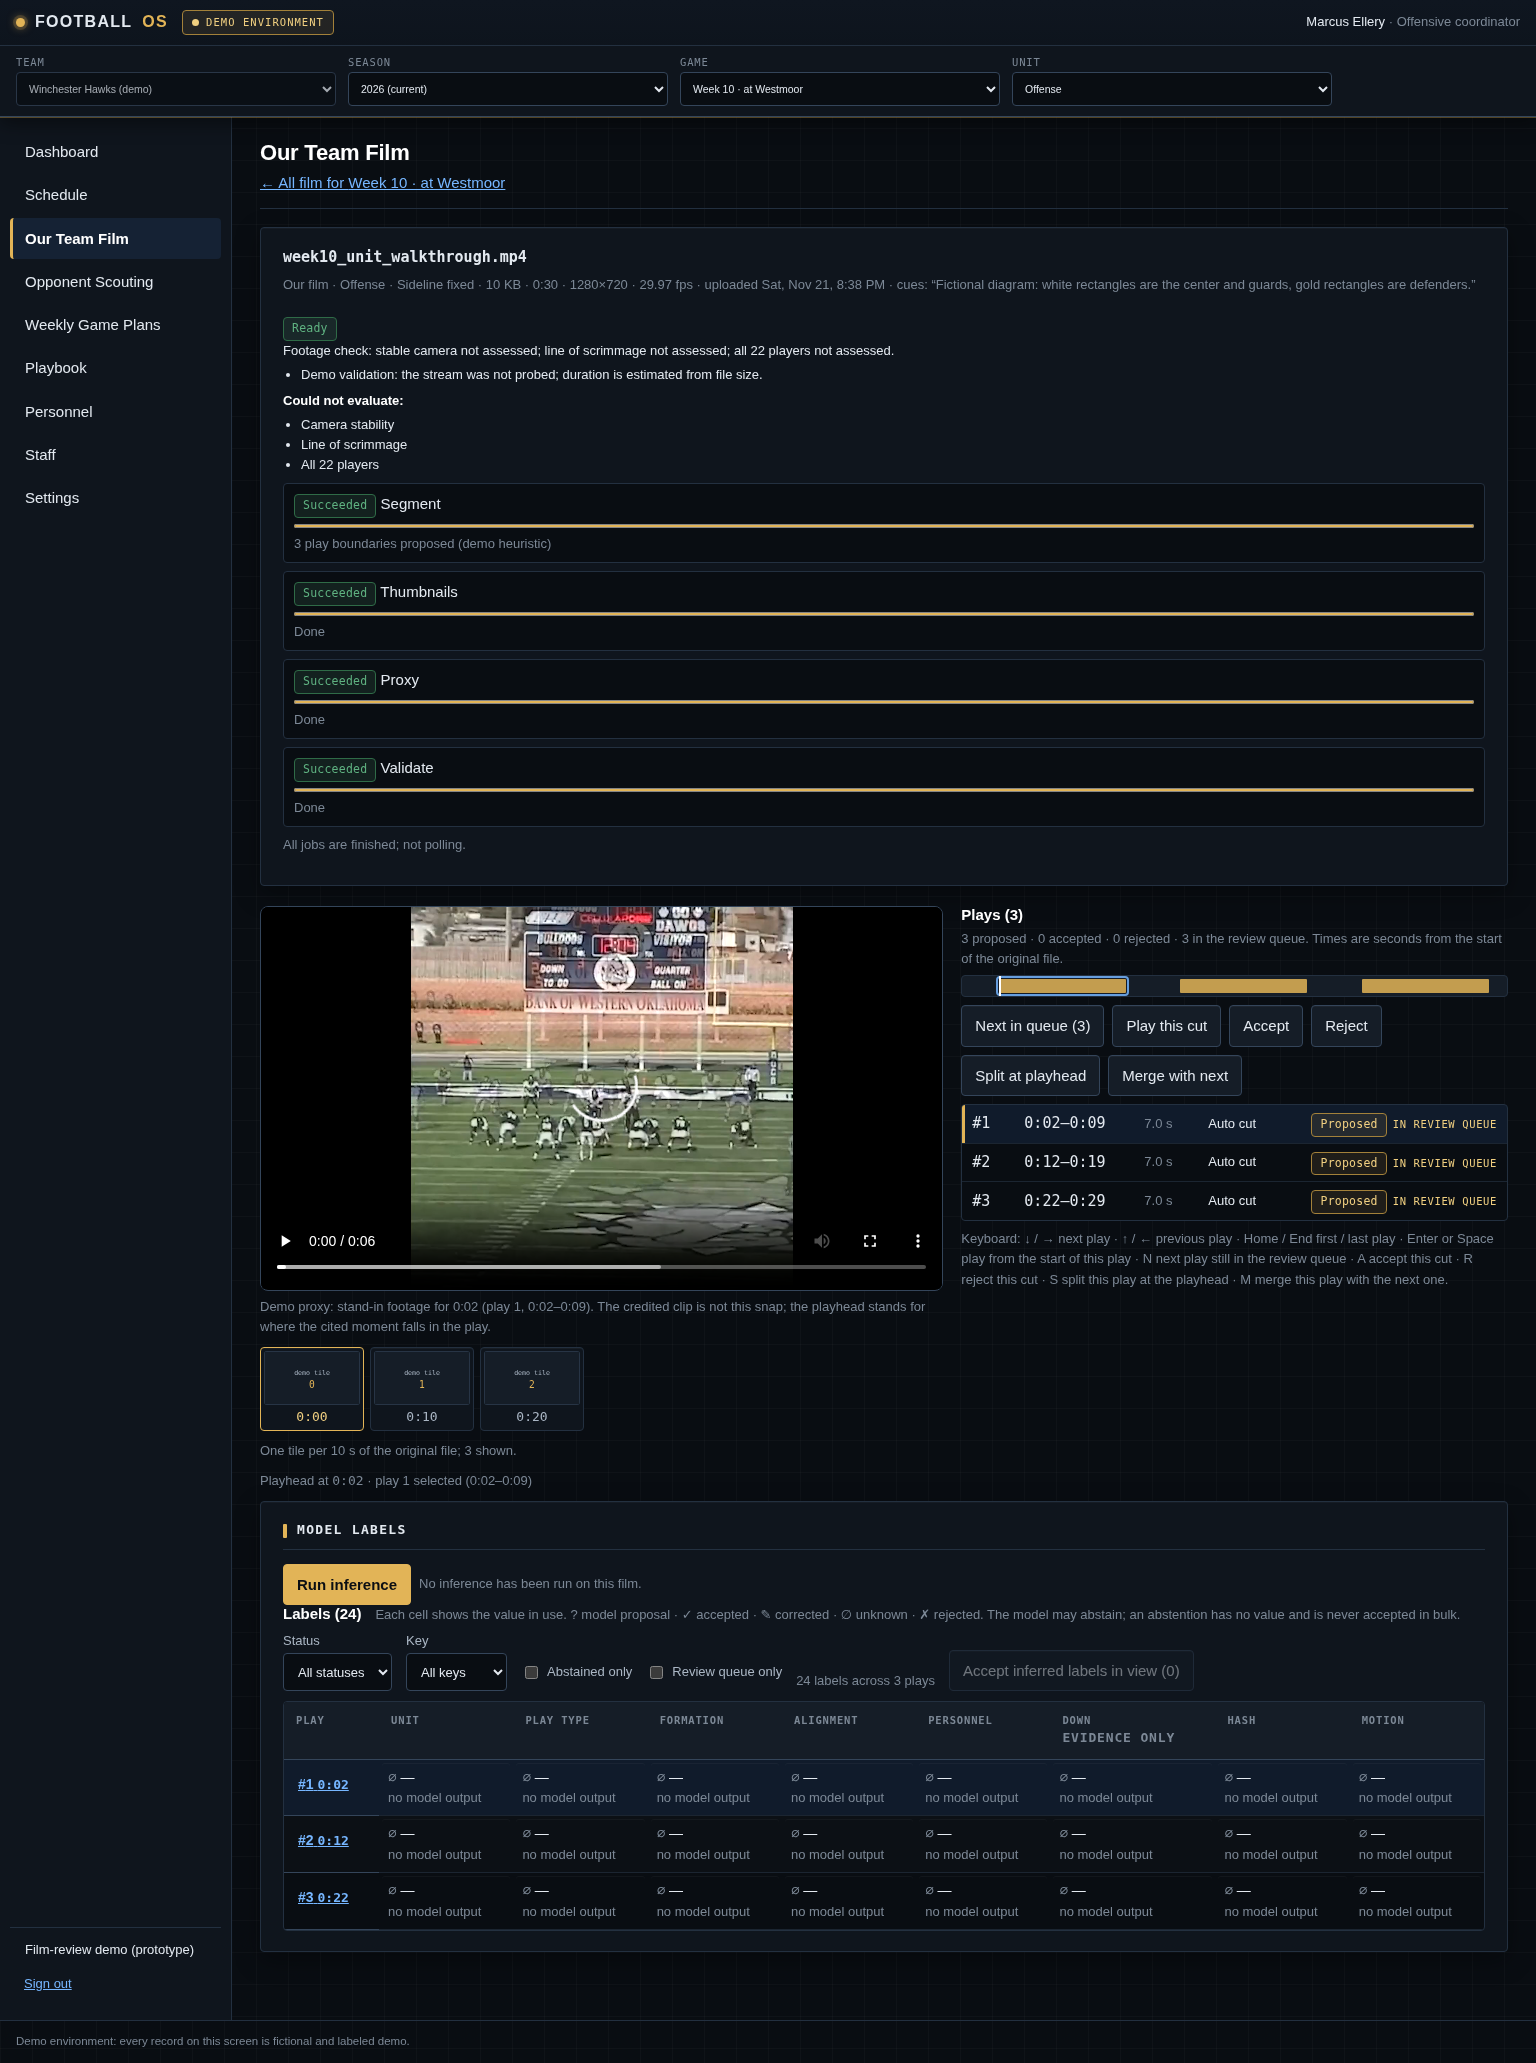 FOOTBALL OS
DEMO ENVIRONMENT
Marcus Ellery · Offensive coordinator
TEAM
Winchester Hawks (demo)
SEASON
2026 (current)
GAME
Week 10 · at Westmoor
UNIT
Offense
Dashboard
Schedule
Our Team Film
Opponent Scouting
Weekly Game Plans
Playbook
Personnel
Staff
Settings
Film-review demo (prototype)
Sign out
Our Team Film
← All film for Week 10 · at Westmoor
week10_unit_walkthrough.mp4
Our film · Offense · Sideline fixed · 10 KB · 0:30 · 1280×720 · 29.97 fps · uploaded Sat, Nov 21, 8:38 PM · cues: “Fictional diagram: white rectangles are the center and guards, gold rectangles are defenders.”
Ready
Footage check: stable camera not assessed; line of scrimmage not assessed; all 22 players not assessed.
• Demo validation: the stream was not probed; duration is estimated from file size.
Could not evaluate:
• Camera stability
• Line of scrimmage
• All 22 players
Succeeded Segment
3 play boundaries proposed (demo heuristic)
Succeeded Thumbnails
Done
Succeeded Proxy
Done
Succeeded Validate
Done
All jobs are finished; not polling.
DAWGS
BULLDOGS
VISITOR
12:04
DOWN
QUARTER
TO GO
BALL ON
BANK OF WESTERN OKLAHOMA
0:00 / 0:06
Demo proxy: stand-in footage for 0:02 (play 1, 0:02–0:09). The credited clip is not this snap; the playhead stands for
where the cited moment falls in the play.
demo tile
0
0:00
demo tile
1
0:10
demo tile
2
0:20
One tile per 10 s of the original file; 3 shown.
Playhead at 0:02 · play 1 selected (0:02–0:09)
Plays (3)
3 proposed · 0 accepted · 0 rejected · 3 in the review queue. Times are seconds from the start
of the original file.
Next in queue (3)
Play this cut
Accept
Reject
Split at playhead
Merge with next
#1 0:02–0:09 7.0 s Auto cut Proposed IN REVIEW QUEUE
#2 0:12–0:19 7.0 s Auto cut Proposed IN REVIEW QUEUE
#3 0:22–0:29 7.0 s Auto cut Proposed IN REVIEW QUEUE
Keyboard: ↓ / → next play · ↑ / ← previous play · Home / End first / last play · Enter or Space
play from the start of this play · N next play still in the review queue · A accept this cut · R
reject this cut · S split this play at the playhead · M merge this play with the next one.
MODEL LABELS
Run inference
No inference has been run on this film.
Labels (24) Each cell shows the value in use. ? model proposal · ✓ accepted · ✎ corrected · ∅ unknown · ✗ rejected. The model may abstain; an abstention has no value and is never accepted in bulk.
Status
All statuses
Key
All keys
Abstained only
Review queue only
24 labels across 3 plays
Accept inferred labels in view (0)
PLAY UNIT PLAY TYPE FORMATION ALIGNMENT PERSONNEL DOWN HASH MOTION
EVIDENCE ONLY
#1 0:02 ∅ — ∅ — ∅ — ∅ — ∅ — ∅ — ∅ — ∅ —
no model output no model output no model output no model output no model output no model output no model output no model output
#2 0:12 ∅ — ∅ — ∅ — ∅ — ∅ — ∅ — ∅ — ∅ —
no model output no model output no model output no model output no model output no model output no model output no model output
#3 0:22 ∅ — ∅ — ∅ — ∅ — ∅ — ∅ — ∅ — ∅ —
no model output no model output no model output no model output no model output no model output no model output no model output
Demo environment: every record on this screen is fictional and labeled demo.